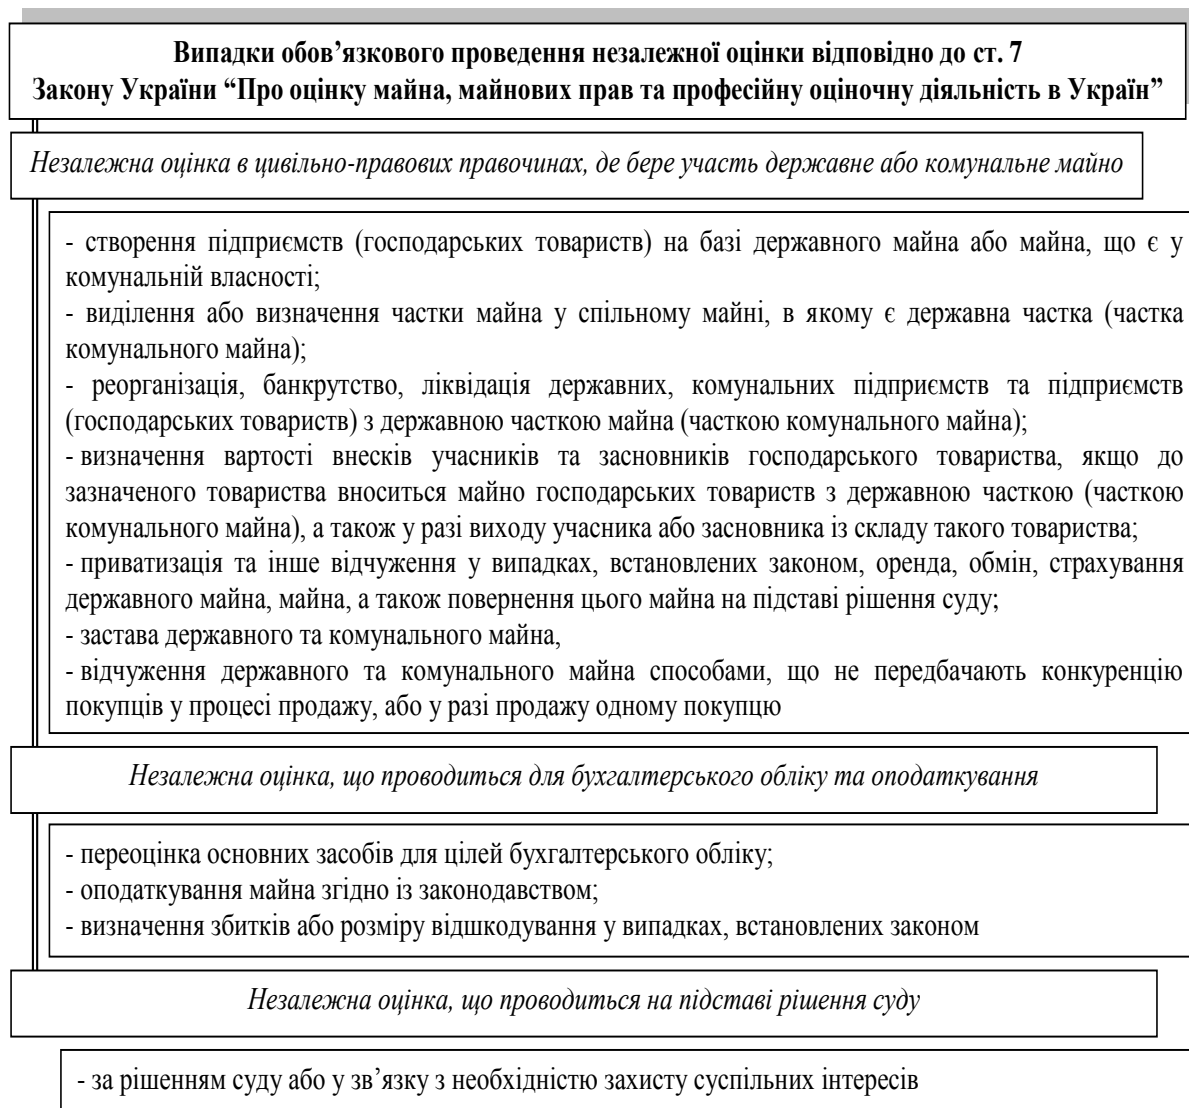 Випадки обов’язкового проведення незалежної оцінки відповідно до ст. 7
Закону України “Про оцінку майна, майнових прав та професійну оціночну діяльність в Україн”
Незалежна оцінка в цивільно-правових правочинах, де бере участь державне або комунальне майно
- створення підприємств (господарських товариств) на базі державного майна або майна, що є у
комунальній власності;
- виділення або визначення частки майна у спільному майні, в якому є державна частка (частка
комунального майна);
- реорганізація, банкрутство, ліквідація державних, комунальних підприємств та підприємств
(господарських товариств) з державною часткою майна (часткою комунального майна);
- визначення вартості внесків учасників та засновників господарського товариства, якщо до
зазначеного товариства вноситься майно господарських товариств з державною часткою (часткою
комунального майна), а також у разі виходу учасника або засновника із складу такого товариства;
- приватизація та інше відчуження у випадках, встановлених законом, оренда, обмін, страхування
державного майна, майна, а також повернення цього майна на підставі рішення суду;
- застава державного та комунального майна,
- відчуження державного та комунального майна способами, що не передбачають конкуренцію
покупців у процесі продажу, або у разі продажу одному покупцю
Незалежна оцінка, що проводиться для бухгалтерського обліку та оподаткування
- переоцінка основних засобів для цілей бухгалтерського обліку;
- оподаткування майна згідно із законодавством;
- визначення збитків або розміру відшкодування у випадках, встановлених законом
Незалежна оцінка, що проводиться на підставі рішення суду
- за рішенням суду або у зв’язку з необхідністю захисту суспільних інтересів